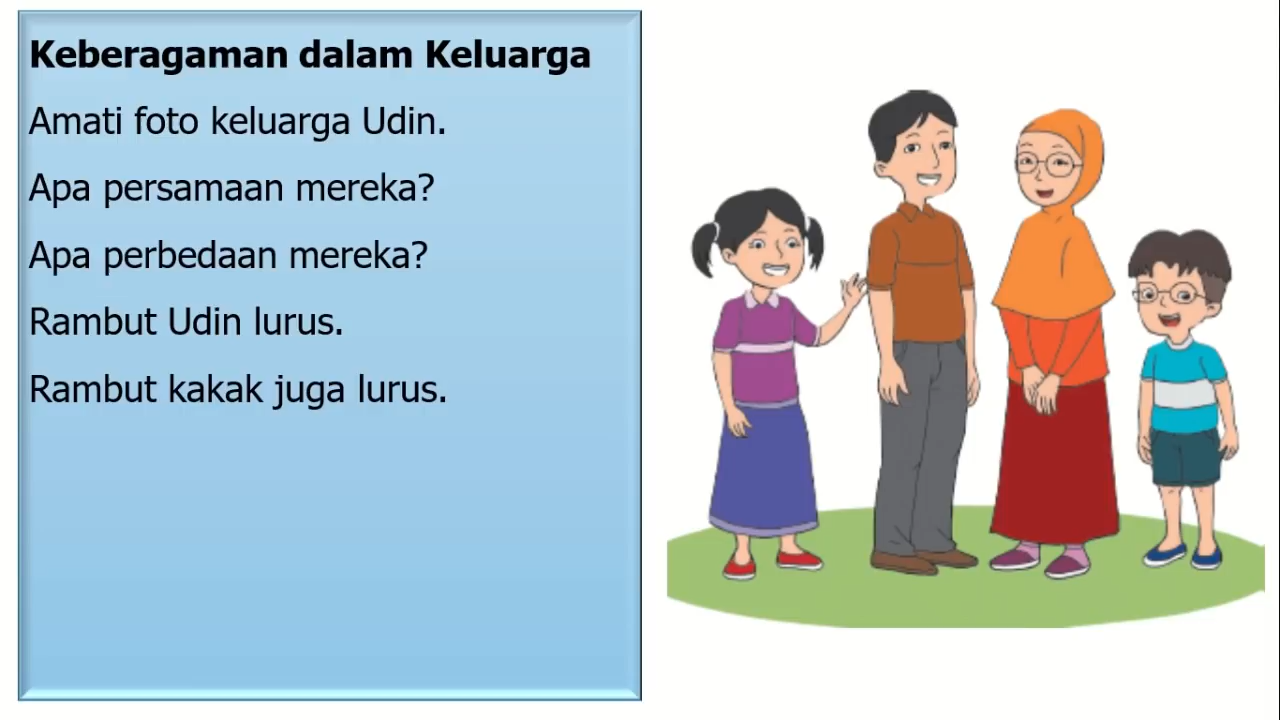 Keberagaman dalam Keluarga
Amati foto keluarga Udin.
Apa persamaan mereka?
Apa perbedaan mereka?
Rambut Udin lurus.
Rambut kakak juga lurus.